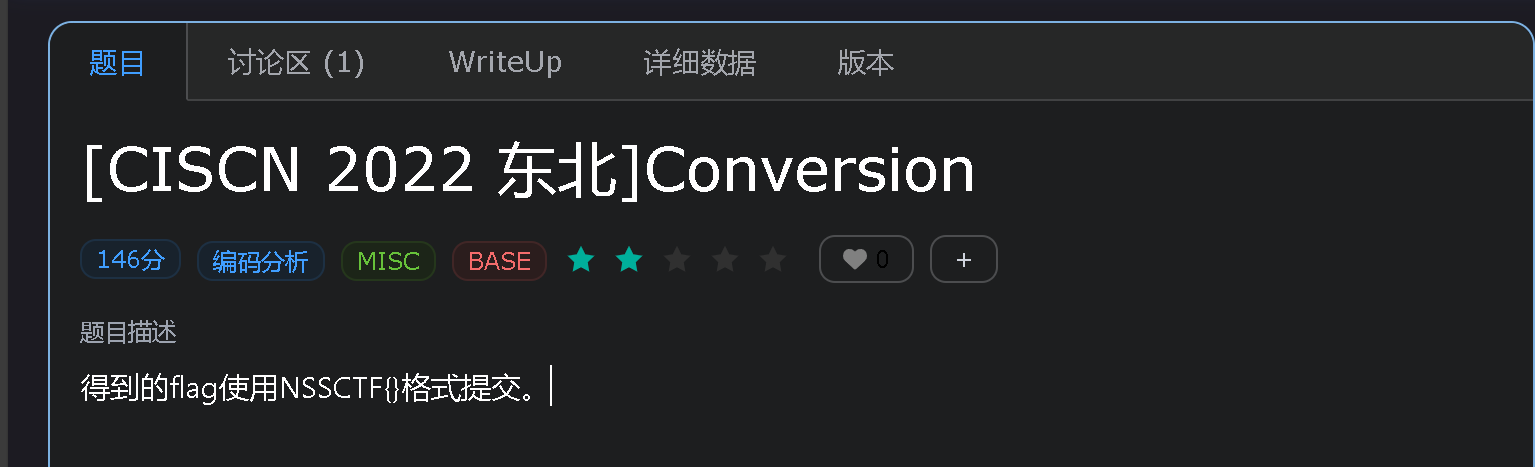 题目 讨论区 (1) WriteUp 详细数据 版本
[CISCN 2022 东北]Conversion
146分 编码分析 MISC BASE 0 +
题目描述
得到的flag使用NSSCTF{}格式提交。